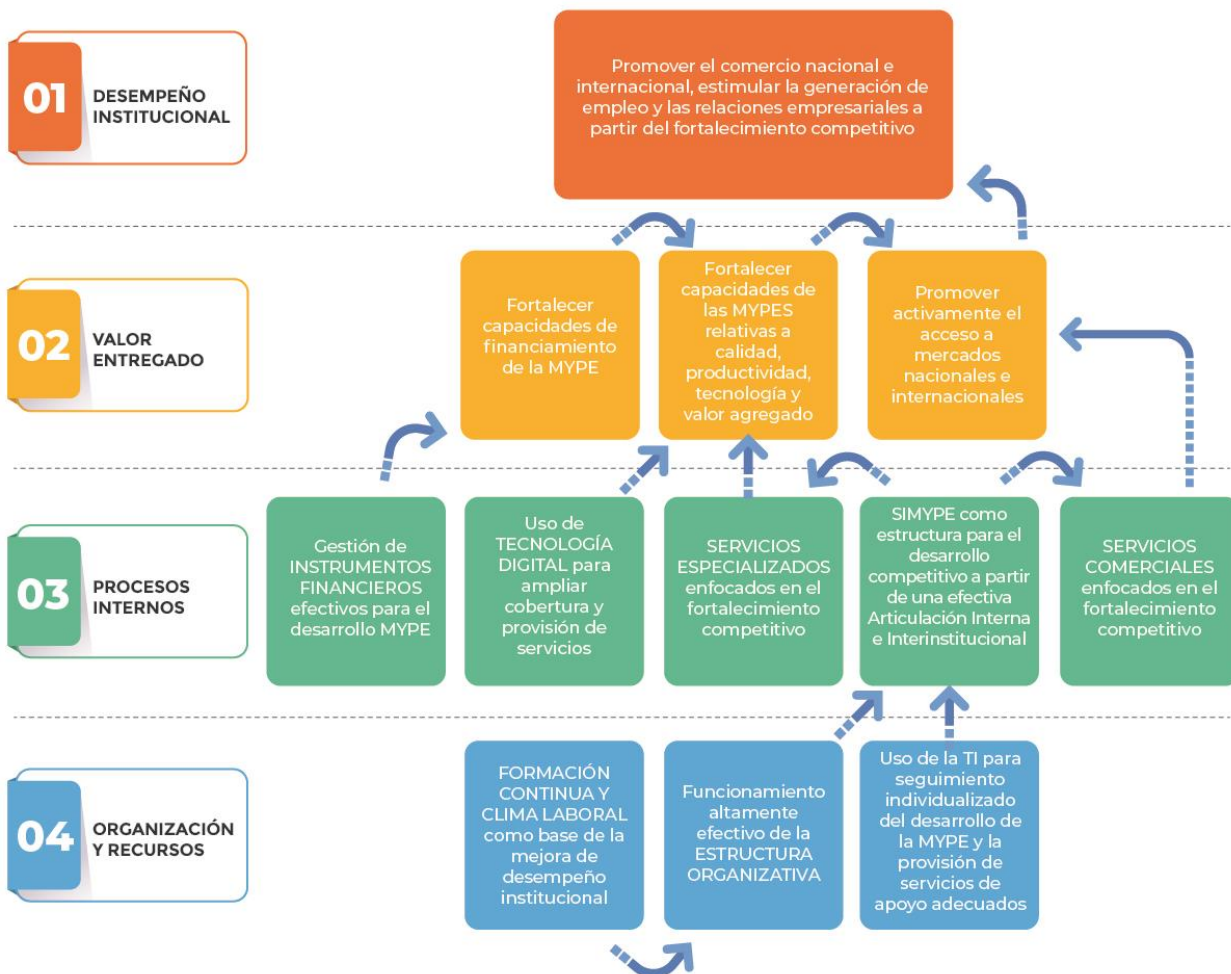 01
DESEMPEÑO
INSTITUCIONAL
Promover el comercio nacional e
internacional, estimular la generación de
empleo y las relaciones empresariales a
partir del fortalecimiento competitivo
02
VALOR
ENTREGADO
Fortalecer
capacidades de
financiamiento
de la MYPE
Fortalecer
capacidades de
las MYPES
relativas a
calidad,
productividad,
tecnología y
valor agregado
Promover
activamente el
acceso a
mercados
nacionales e
internacionales
03
PROCESOS
INTERNOS
Gestión de
INSTRUMENTOS
FINANCIEROS
efectivos para el
desarrollo MYPE
Uso de
TECNOLOGÍA
DIGITAL para
ampliar
cobertura y
provisión de
servicios
SERVICIOS
ESPECIALIZADOS
enfocados en el
fortalecimiento
competitivo
SIMYPE como
estructura para el
desarrollo
competitivo a partir
de una efectiva
Articulación Interna
e Interinstitucional
SERVICIOS
COMERCIALES
enfocados en el
fortalecimiento
competitivo
04
ORGANIZACIÓN
Y RECURSOS
FORMACIÓN
CONTINUA Y
CLIMA LABORAL
como base de la
mejora de
desempeño
institucional
Funcionamiento
altamente
efectivo de la
ESTRUCTURA
ORGANIZATIVA
Uso de la TI para
seguimiento
individualizado
del desarrollo de
la MYPE y la
provisión de
servicios de
apoyo adecuados